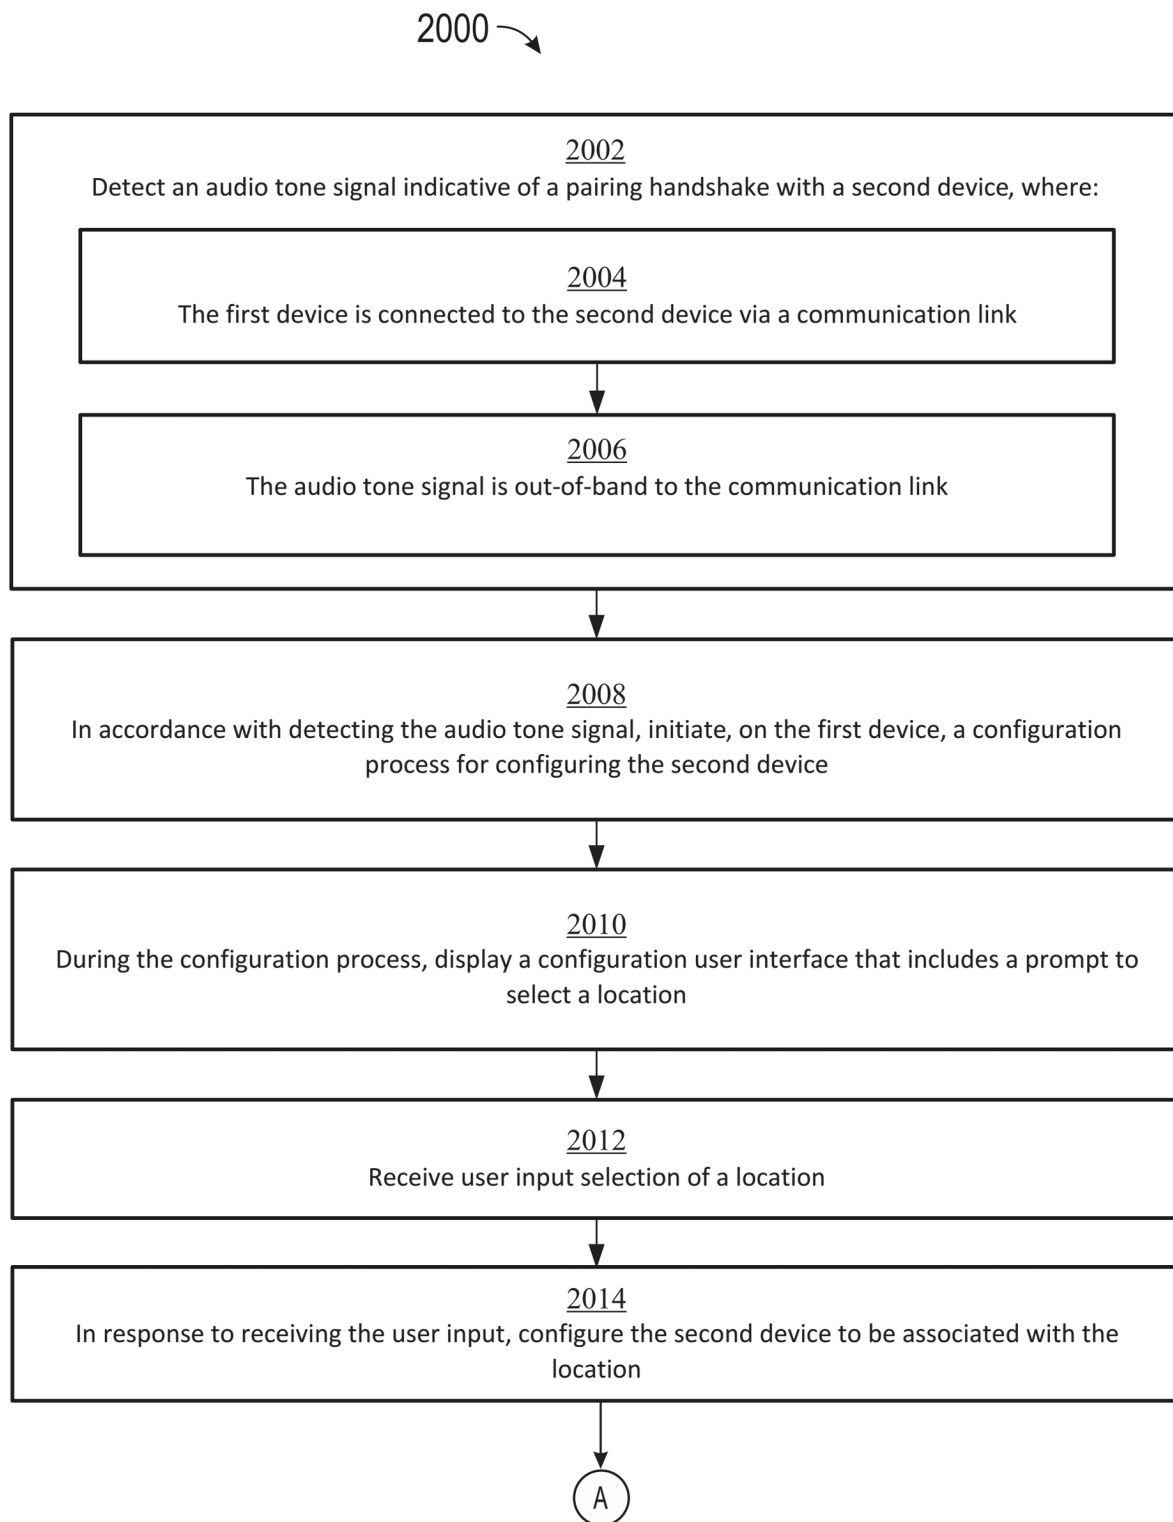 2000
2002
Detect an audio tone signal indicative of a pairing handshake with a second device, where:
2004
The first device is connected to the second device via a communication link
2006
The audio tone signal is out-of-band to the communication link
2008
In accordance with detecting the audio tone signal, initiate, on the first device, a configuration
process for configuring the second device
2010
During the configuration process, display a configuration user interface that includes a prompt to
select a location
2012
Receive user input selection of a location
2014
In response to receiving the user input, configure the second device to be associated with the
location
A